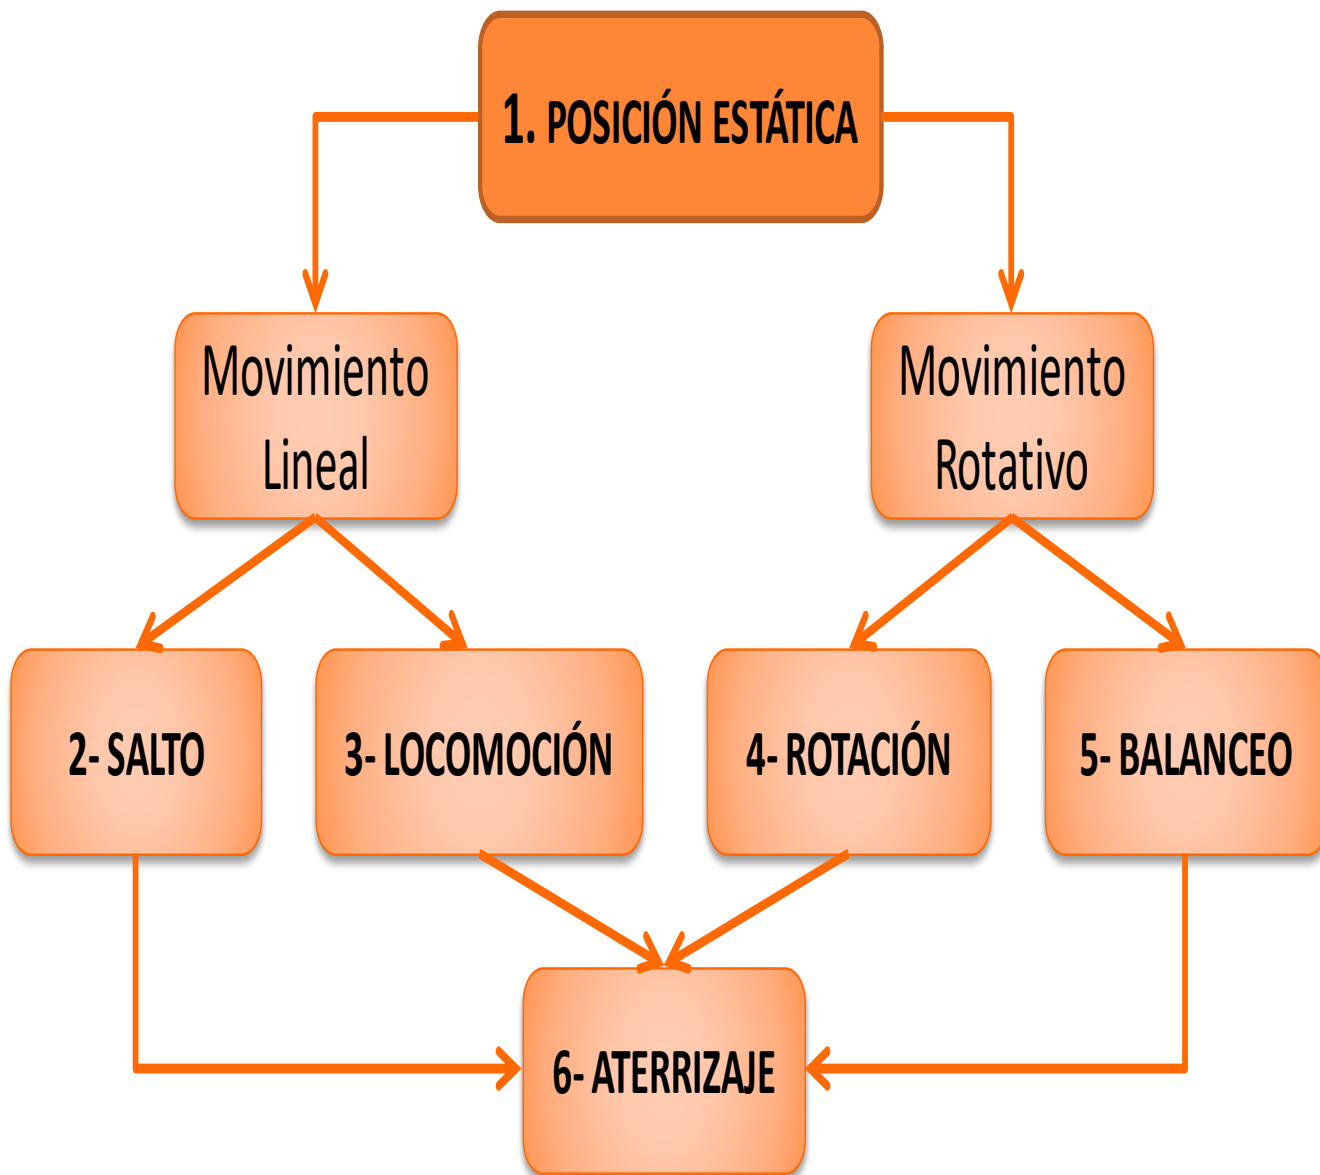 1. POSICIÓN ESTÁTICA
Movimiento
Lineal
Movimiento
Rotativo
2- SALTO
3- LOCOMOCIÓN
4- ROTACIÓN
5- BALANCEO
6- ATERRIZAJE